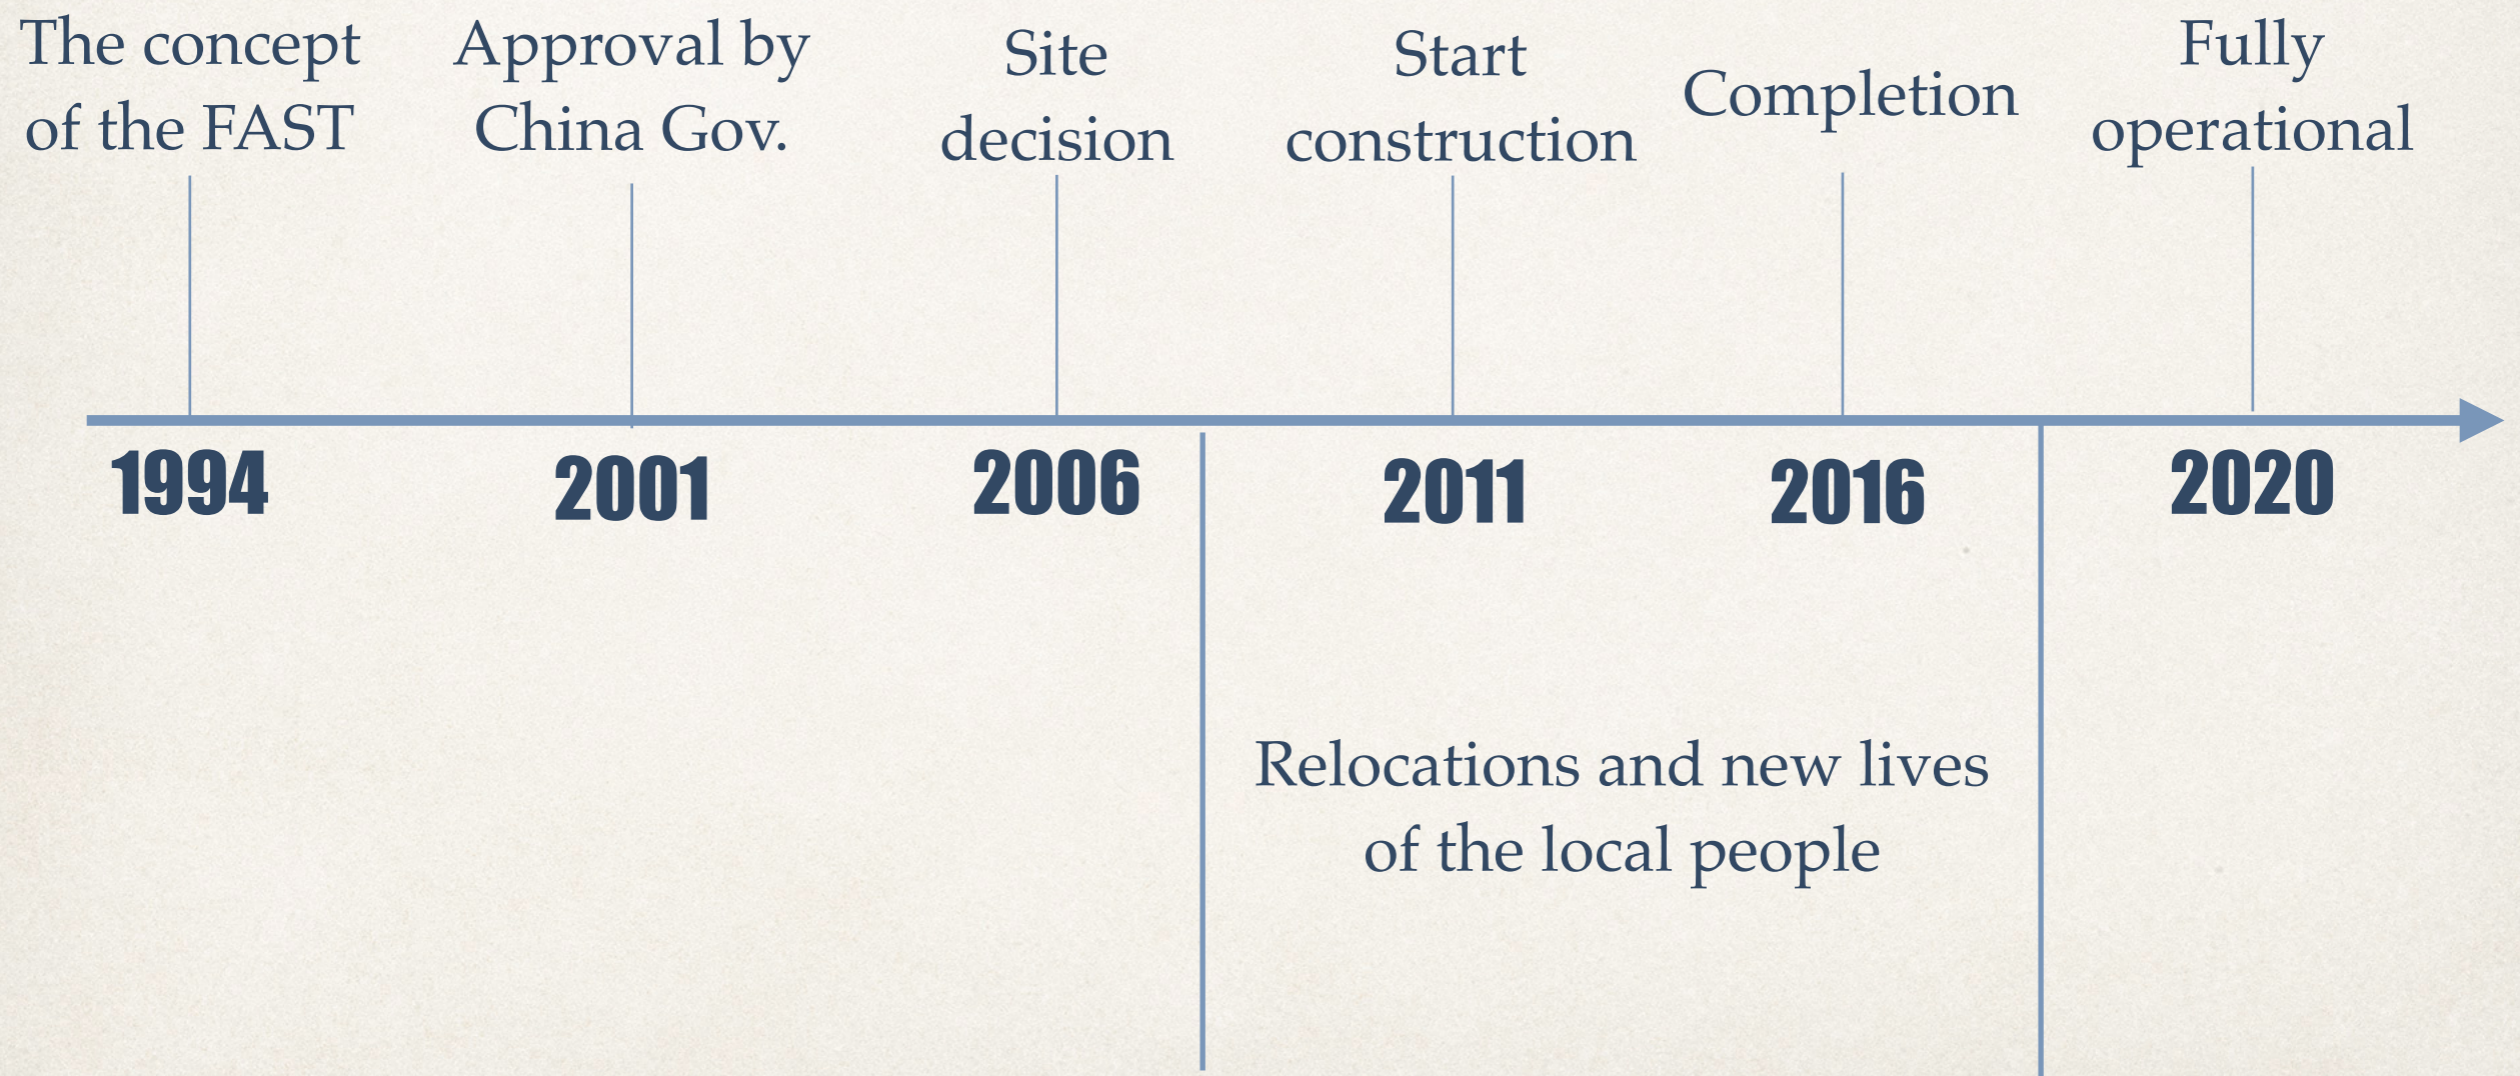 The concept
of the FAST
Approval by
China Gov.
Site
decision
Start
construction
Completion
Fully
operational
1994
2001
2006
2011
2016
2020
Relocations and new lives
of the local people